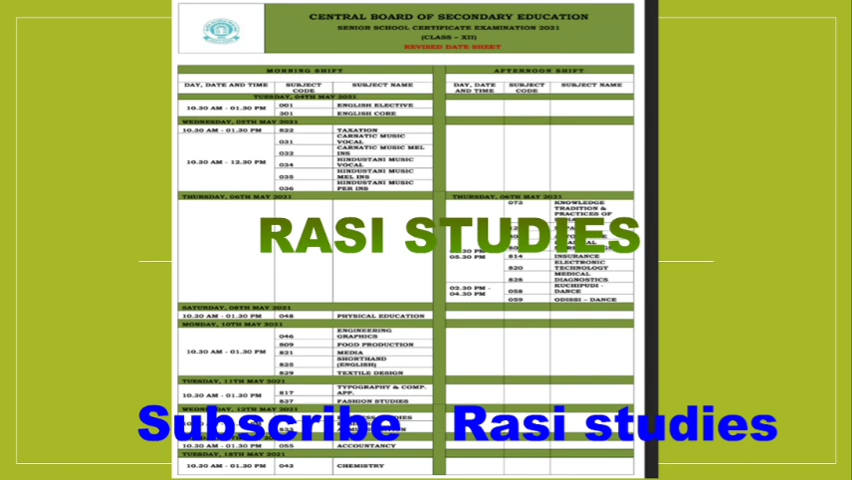 CENTRAL BOARD OF SECONDARY EDUCATION
SENIOR SCHOOL CERTIFICATE EXAMINATION 2021
(CLASS – XII)
REVISED DATE-SHEET
MORNING SHIFT AFTERNOON SHIFT
DAY, DATE AND TIME SUBJECT CODE SUBJECT NAME DAY, DATE AND TIME SUBJECT CODE SUBJECT NAME
TUESDAY, 04TH MAY 2021
10.30 AM - 01.30 PM 001 ENGLISH ELECTIVE
301 ENGLISH CORE
WEDNESDAY, 05TH MAY 2021
10.30 AM - 01.30 PM 822 TAXATION
10.30 AM - 12.30 PM 031 CARNATIC MUSIC VOCAL
032 CARNATIC MUSIC MEL INS
034 HINDUSTANI MUSIC VOCAL
035 HINDUSTANI MUSIC MEL INS
036 HINDUSTANI MUSIC PER INS
THURSDAY, 06TH MAY 2021 THURSDAY, 06TH MAY 2021
073 KNOWLEDGE TRADITION & PRACTICES OF
RASI STUDIES
05.30 PM 814 INSURANCE
820 ELECTRONIC TECHNOLOGY
828 MEDICAL DIAGNOSTICS
02.30 PM - 04.30 PM 058 KUCHIPUDI - DANCE
059 ODISSI – DANCE
SATURDAY, 08TH MAY 2021
10.30 AM - 01.30 PM 048 PHYSICAL EDUCATION
MONDAY, 10TH MAY 2021
10.30 AM - 01.30 PM 046 ENGINEERING GRAPHICS
809 FOOD PRODUCTION
821 MEDIA
825 SHORTHAND (ENGLISH)
829 TEXTILE DESIGN
TUESDAY, 11TH MAY 2021
10.30 AM - 01.30 PM 817 TYPOGRAPHY & COMP. APP.
837 FASHION STUDIES
WEDNESDAY, 12TH MAY 2021
Subscribe Rasi studies
10.30 AM - 01.30 PM 055 ACCOUNTANCY
TUESDAY, 18TH MAY 2021
10.30 AM - 01.30 PM 043 CHEMISTRY